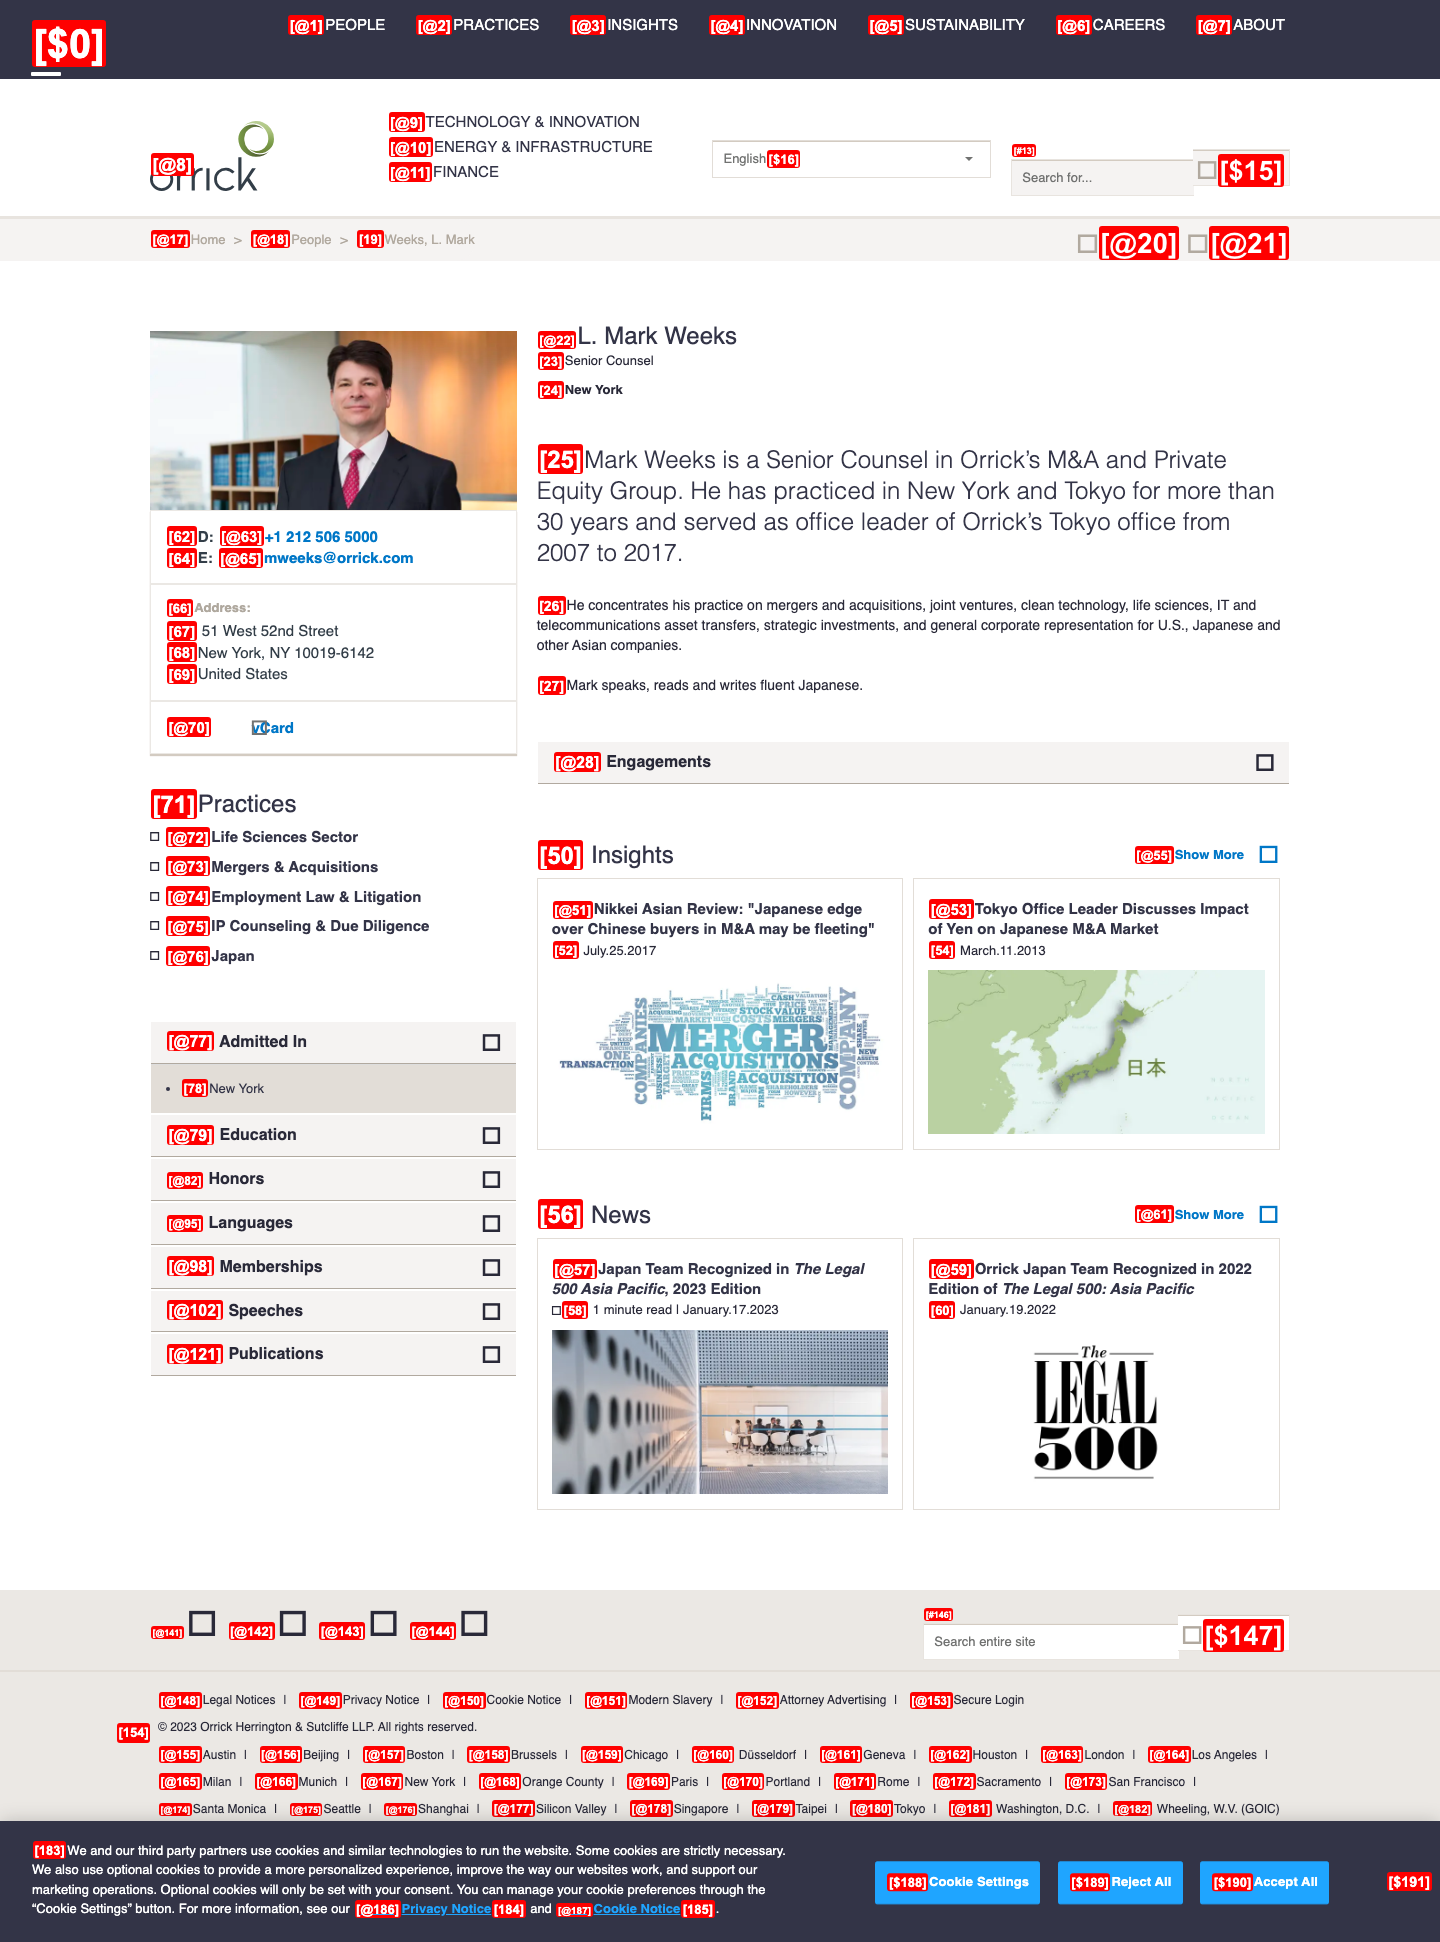 [$0]
[@1] PEOPLE [@2] PRACTICES [@3] INSIGHTS [@4] INNOVATION [@5] SUSTAINABILITY [@6] CAREERS [@7] ABOUT
[@8] orrick
[@9] TECHNOLOGY & INNOVATION
[@10] ENERGY & INFRASTRUCTURE
[@11] FINANCE
English [$16]
[#13]
Search for...
[$15]
[@17] Home > [@18] People > [19] Weeks, L. Mark
[@20] [@21]
[@22] L. Mark Weeks
[23] Senior Counsel
[24] New York
[25] Mark Weeks is a Senior Counsel in Orrick's M&A and Private
Equity Group. He has practiced in New York and Tokyo for more than
30 years and served as office leader of Orrick's Tokyo office from
2007 to 2017.
[26] He concentrates his practice on mergers and acquisitions, joint ventures, clean technology, life sciences, IT and
telecommunications asset transfers, strategic investments, and general corporate representation for U.S., Japanese and
other Asian companies.
[27] Mark speaks, reads and writes fluent Japanese.
[@28] Engagements
[62] D: [@63] +1 212 506 5000
[64] E: [@65] mweeks@orrick.com
[66] Address:
[67] 51 West 52nd Street
[68] New York, NY 10019-6142
[69] United States
[@70] vCard
[71] Practices
[@72] Life Sciences Sector
[@73] Mergers & Acquisitions
[@74] Employment Law & Litigation
[@75] IP Counseling & Due Diligence
[@76] Japan
[@77] Admitted In
• [78] New York
[@79] Education
[@82] Honors
[@95] Languages
[@98] Memberships
[@102] Speeches
[@121] Publications
[50] Insights
[@55] Show More
[@51] Nikkei Asian Review: "Japanese edge
over Chinese buyers in M&A may be fleeting"
[52] July.25.2017
CASH VALUATION
STOCK VALUE
COSTS MERGERS
MARKET
COMPANIES
MERGER
ONE
TRANSACTION
ACQUISITIONS
ACQUISITION
COMPANY
FIRMS
BRAND
BUSINESS
TARGET
NEW
FIRM
HOWEVER
[@53] Tokyo Office Leader Discusses Impact
of Yen on Japanese M&A Market
[54] March.11.2013
日本
[56] News
[@61] Show More
[@57] Japan Team Recognized in The Legal
500 Asia Pacific, 2023 Edition
[58] 1 minute read | January.17.2023
[@59] Orrick Japan Team Recognized in 2022
Edition of The Legal 500: Asia Pacific
[60] January.19.2022
The
LEGAL
500
[@141] [@142] [@143] [@144]
[#146]
Search entire site
[$147]
[@148] Legal Notices | [@149] Privacy Notice | [@150] Cookie Notice | [@151] Modern Slavery | [@152] Attorney Advertising | [@153] Secure Login
[154] © 2023 Orrick Herrington & Sutcliffe LLP. All rights reserved.
[@155] Austin | [@156] Beijing | [@157] Boston | [@158] Brussels | [@159] Chicago | [@160] Düsseldorf | [@161] Geneva | [@162] Houston | [@163] London | [@164] Los Angeles |
[@165] Milan | [@166] Munich | [@167] New York | [@168] Orange County | [@169] Paris | [@170] Portland | [@171] Rome | [@172] Sacramento | [@173] San Francisco |
[@174] Santa Monica | [@175] Seattle | [@176] Shanghai | [@177] Silicon Valley | [@178] Singapore | [@179] Taipei | [@180] Tokyo | [@181] Washington, D.C. | [@182] Wheeling, W.V. (GOIC)
[183] We and our third party partners use cookies and similar technologies to run the website. Some cookies are strictly necessary.
We also use optional cookies to provide a more personalized experience, improve the way our websites work, and support our
marketing operations. Optional cookies will only be set with your consent. You can manage your cookie preferences through the
“Cookie Settings” button. For more information, see our [@186] Privacy Notice [184] and [@187] Cookie Notice [185].
[$188] Cookie Settings [$189] Reject All [$190] Accept All [$191]